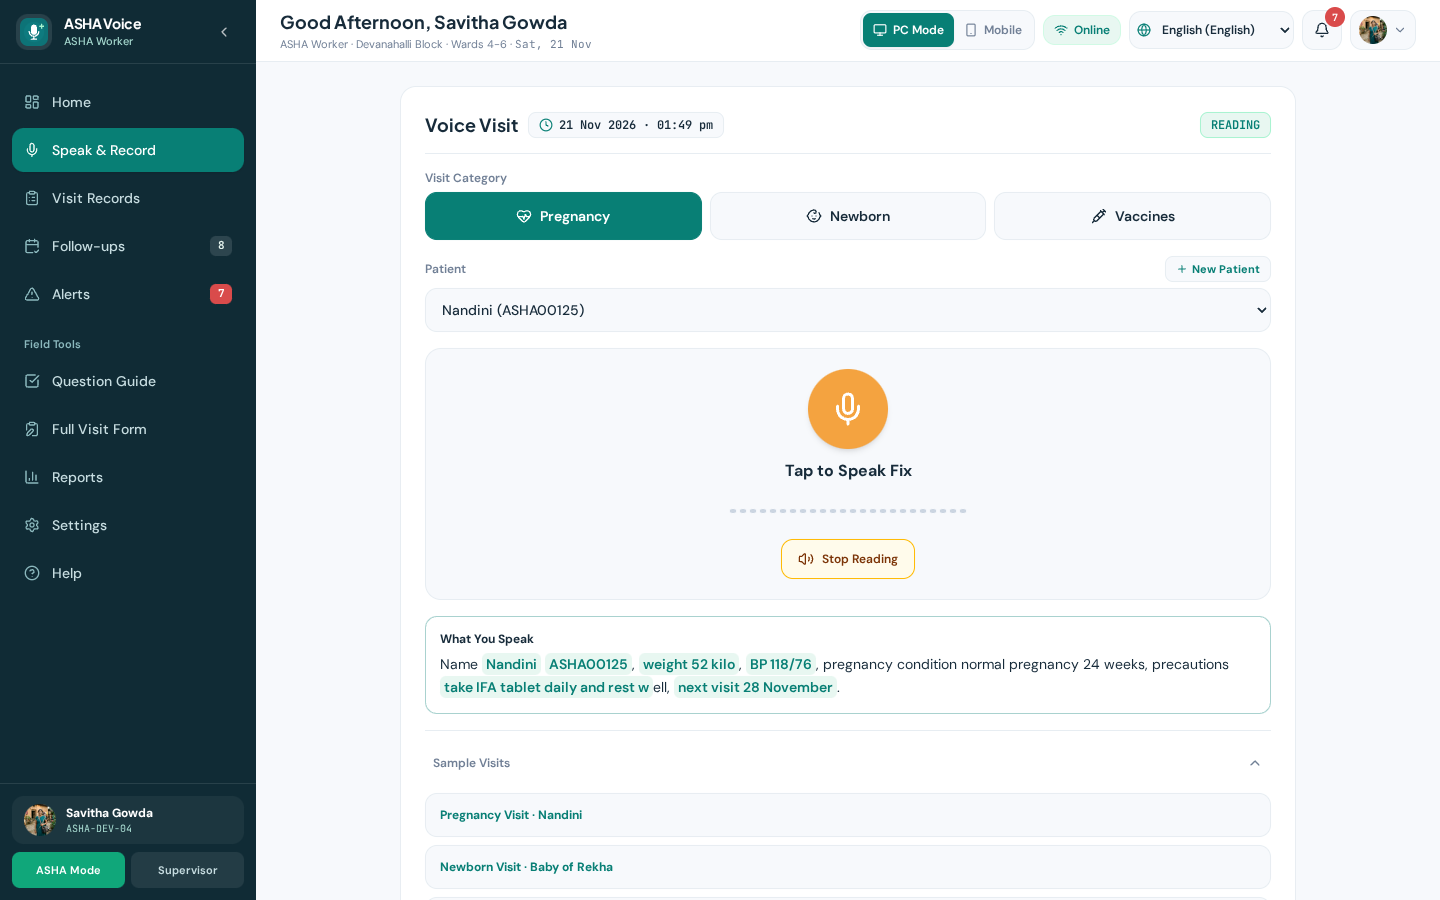 ASHA Voice
ASHA Worker
Home
Speak & Record
Visit Records
Follow-ups 8
Alerts 7
Field Tools
Question Guide
Full Visit Form
Reports
Settings
Help
Savitha Gowda
ASHA-DEV-04
ASHA Mode Supervisor
Good Afternoon, Savitha Gowda
ASHA Worker · Devanahalli Block · Wards 4-6 · Sat, 21 Nov
PC Mode Mobile Online English (English) 7
Voice Visit 21 Nov 2026 · 01:49 pm READING
Visit Category
Pregnancy Newborn Vaccines
Patient + New Patient
Nandini (ASHA00125)
Tap to Speak Fix
Stop Reading
What You Speak
Name Nandini ASHA00125, weight 52 kilo, BP 118/76, pregnancy condition normal pregnancy 24 weeks, precautions
take IFA tablet daily and rest w ell, next visit 28 November.
Sample Visits
Pregnancy Visit · Nandini
Newborn Visit · Baby of Rekha